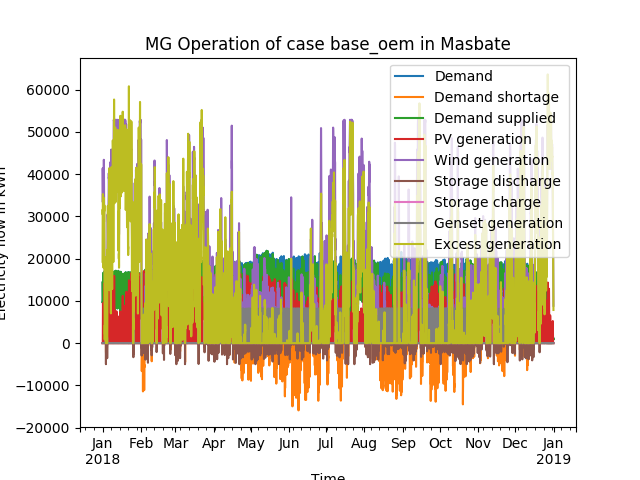 MG Operation of case base_oem in Masbate
Electricity flow in kWh
60000
50000
40000
30000
20000
10000
0
−10000
−20000
Demand
Demand shortage
Demand supplied
PV generation
Wind generation
Storage discharge
Storage charge
Genset generation
Excess generation
Jan Feb Mar Apr May Jun Jul Aug Sep Oct Nov Dec Jan
2018 2019
Time